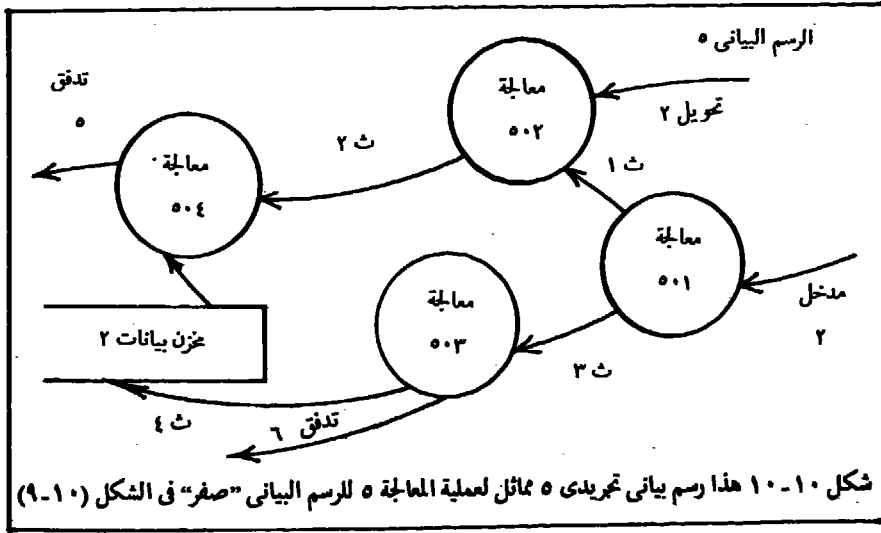 الرسم البيانى ٥
معالجة
٥٠٢
تحويل ٢
تدفق
٥
معالجة
٥٠٤
ث ٢
ث ١
معالجة
٥٠١
مدخل
٢
معالجة
٥٠٣
مخزن بيانات ٢
ث ٣
ث ٤
تدفق ٦
شكل ١٠-١٠ هذا رسم بيانى تجريدى ٥ مماثل لعملية المعالجة ٥ للرسم البيانى "صفر" فى الشكل (١٠-٩)